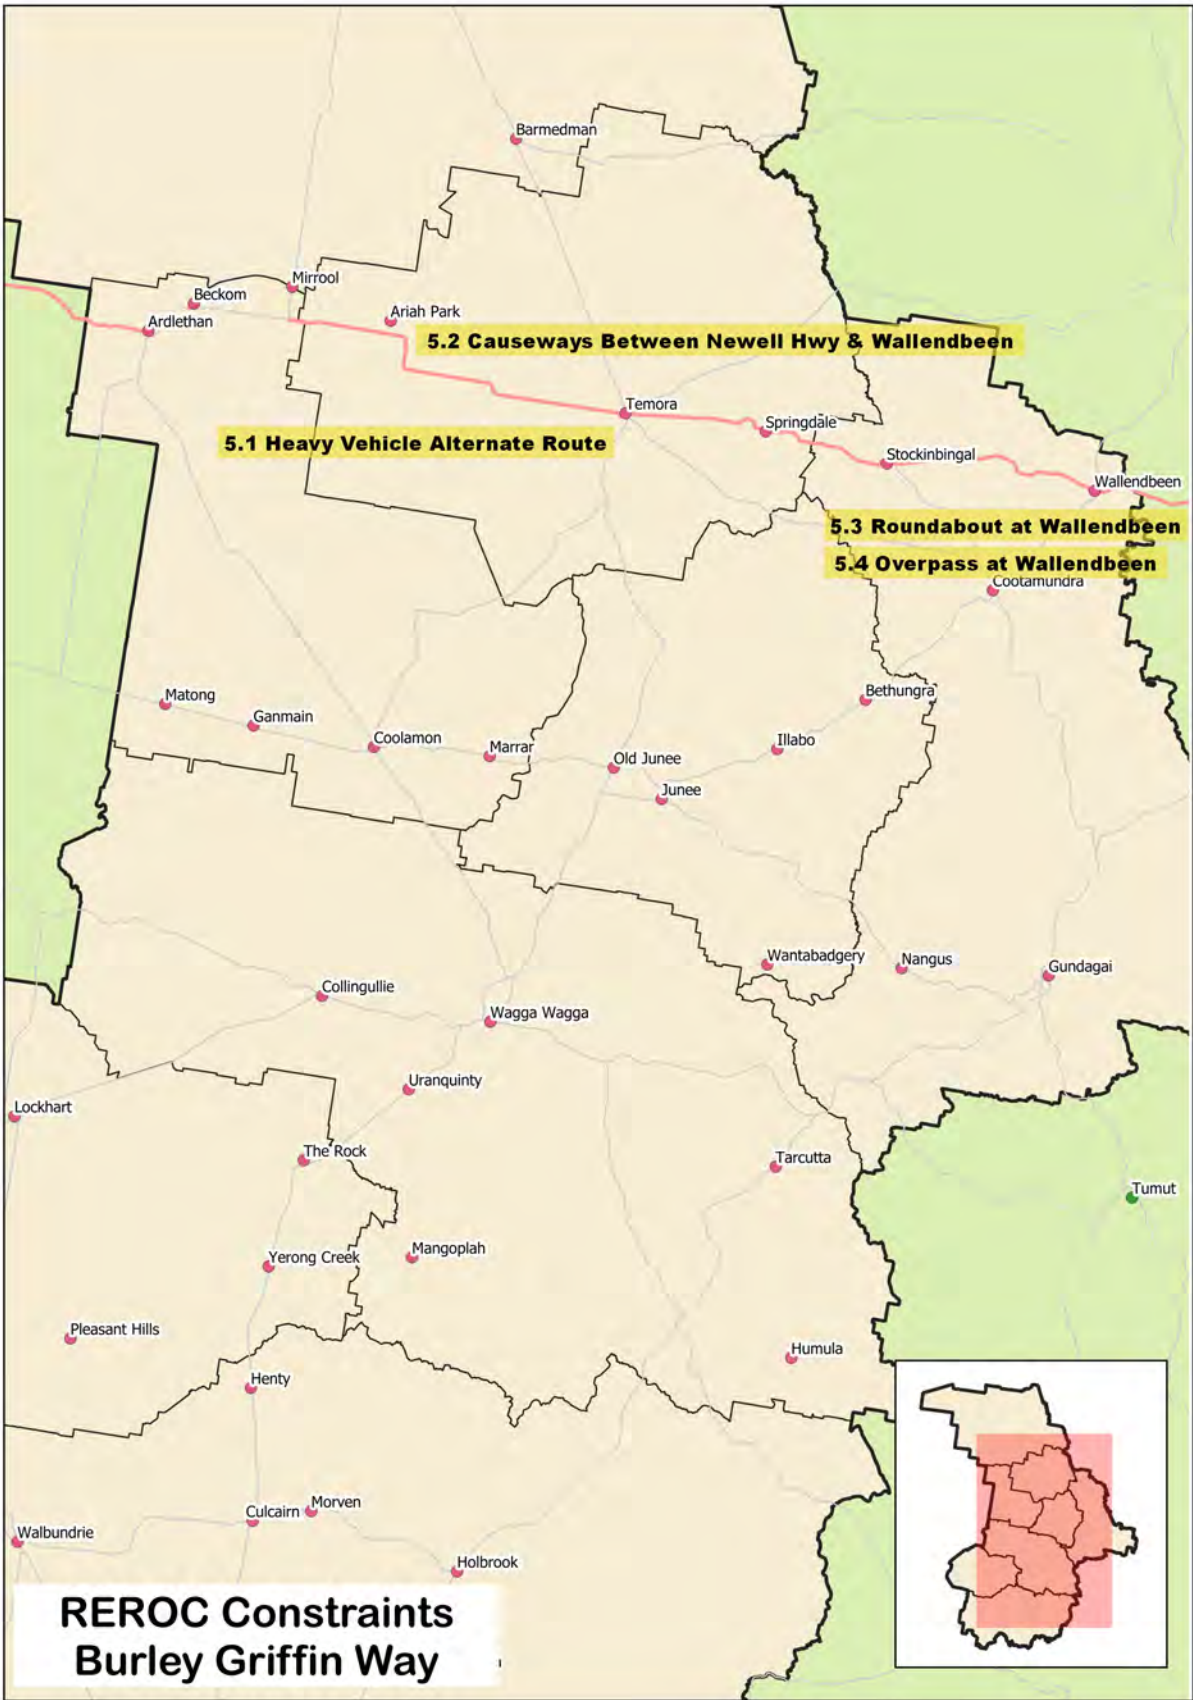 Barmedman
Mirrool
Beckom
Ardlethan
Ariah Park
5.2 Causeways Between Newell Hwy & Wallendbeen
Temora
Springdale
5.1 Heavy Vehicle Alternate Route
Stockinbingal
Wallendbeen
5.3 Roundabout at Wallendbeen
5.4 Overpass at Wallendbeen
Cootamundra
Bethungra
Matong
Ganmain
Coolamon
Marrar
Illabo
Old Junee
Junee
Wantabadgery
Nangus
Gundagai
Collingullie
Wagga Wagga
Uranquinty
Lockhart
The Rock
Tarcutta
Tumut
Yerong Creek
Mangoplah
Pleasant Hills
Humula
Henty
Morven
Culcairn
Walbundrie
Holbrook
REROC Constraints
Burley Griffin Way